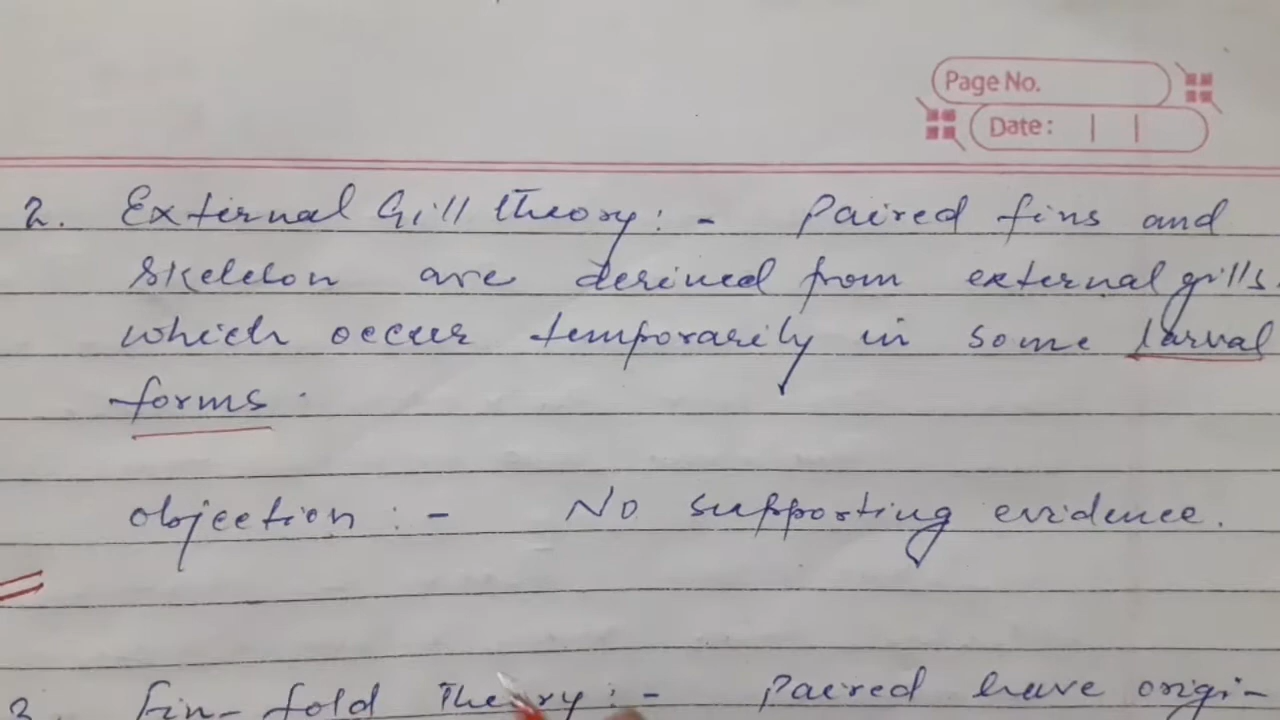 Page No.
Date:
2. External Gill theory: - Paired fins and
skeleton are derived from external gills.
which occur temporarily in some larval
forms.
objection: - No supporting evidence.
3. fin-fold theory: - Paired have origi-